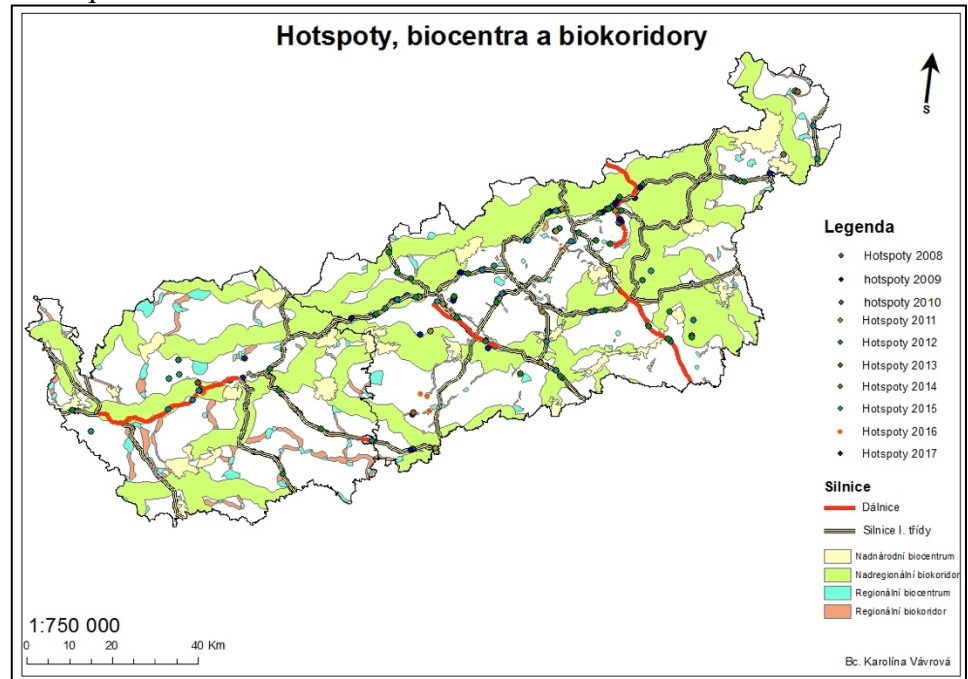 Hotspoty, biocentra a biokoridory
S
Legenda
Hotspoty 2008
hotspoty 2009
hotspoty 2010
Hotspoty 2011
Hotspoty 2012
Hotspoty 2013
Hotspoty 2014
Hotspoty 2015
Hotspoty 2016
Hotspoty 2017
Silnice
Dálnice
Silnice I. třídy
Nadnárodní biocentrum
Nadregionální biokoridor
Regionální biocentrum
Regionální biokoridor
1:750 000
0 10 20 40 Km
Bc. Karolína Vávrová